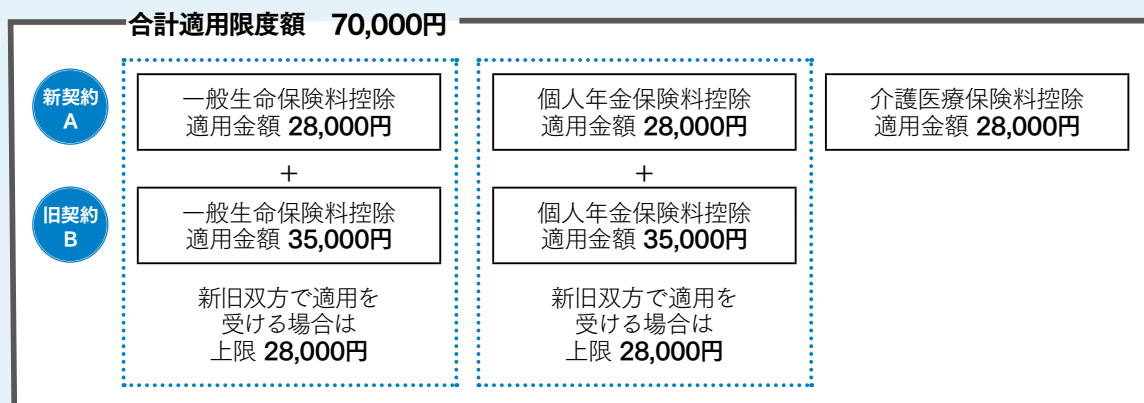 合計適用限度額　70,000円
新契約
A
一般生命保険料控除
適用金額 28,000円
個人年金保険料控除
適用金額 28,000円
介護医療保険料控除
適用金額 28,000円
+
+
旧契約
B
一般生命保険料控除
適用金額 35,000円
個人年金保険料控除
適用金額 35,000円
新旧双方で適用を
受ける場合は
上限 28,000円
新旧双方で適用を
受ける場合は
上限 28,000円